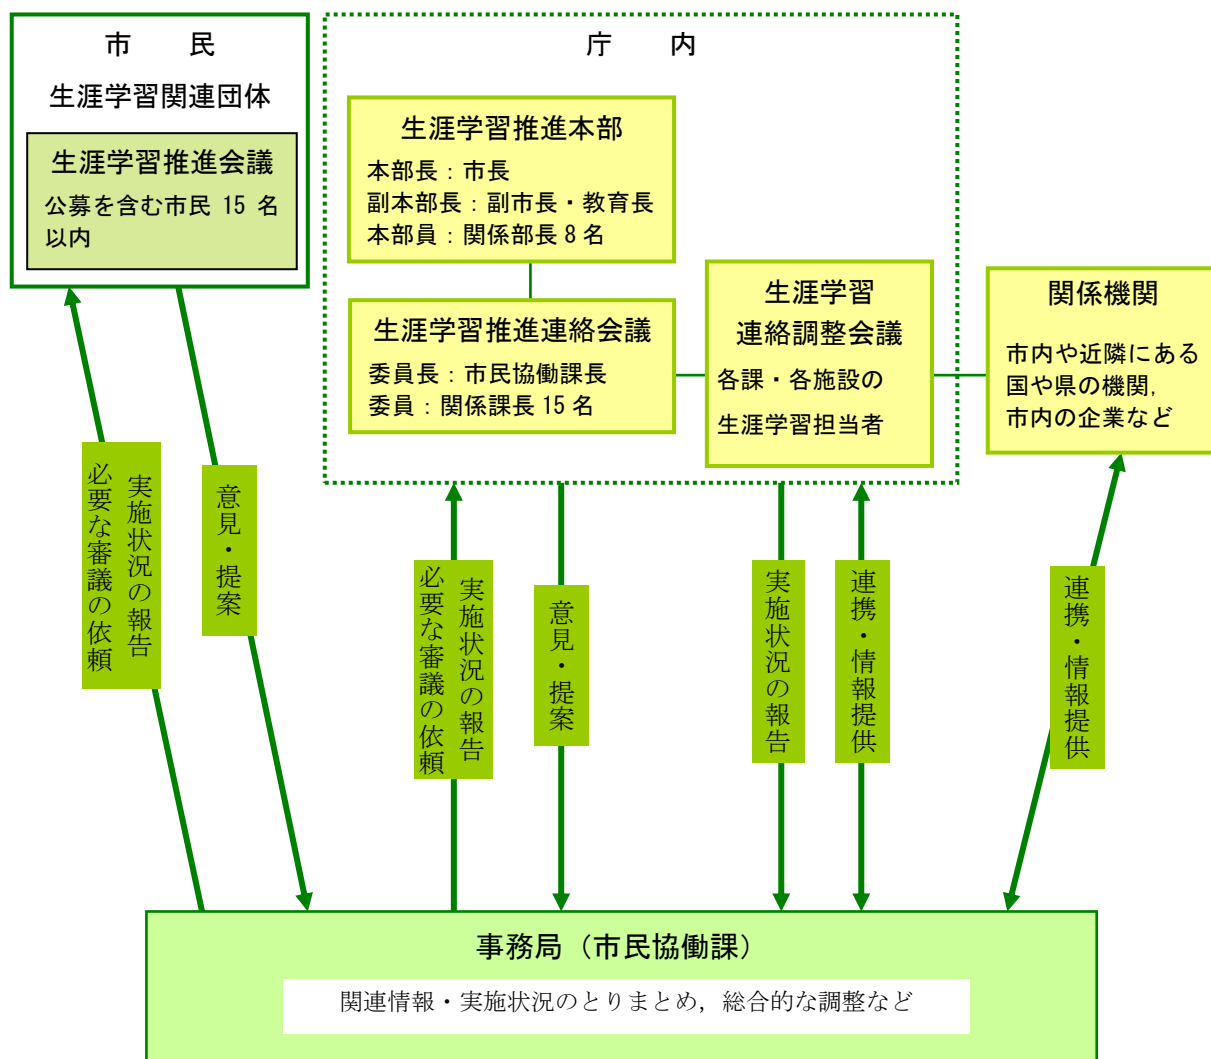 市　　民
生涯学習関連団体
生涯学習推進会議
公募を含む市民 15 名
以内
庁　　内
生涯学習推進本部
本部長：市長
副本部長：副市長・教育長
本部員：関係部長 8 名
生涯学習推進連絡会議
委員長：市民協働課長
委員：関係課長 15 名
生涯学習
連絡調整会議
各課・各施設の
生涯学習担当者
関係機関
市内や近隣にある
国や県の機関，
市内の企業など
実施状況の報告
必要な審議の依頼
意見・提案
実施状況の報告
必要な審議の依頼
意見・提案
実施状況の報告
連携・情報提供
連携・情報提供
事務局（市民協働課）
関連情報・実施状況のとりまとめ，総合的な調整など